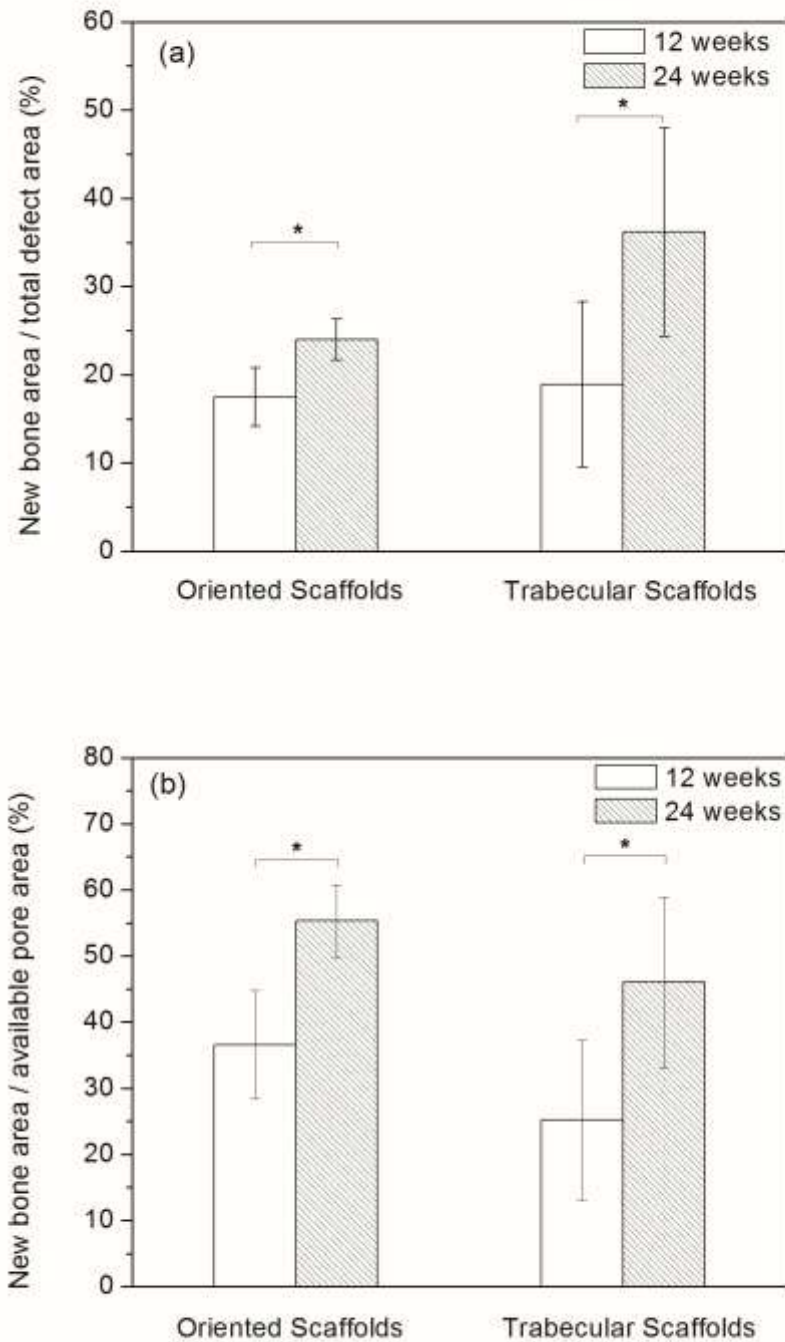 New bone area / total defect area (%)
60
50
40
30
20
10
0
(a)
12 weeks
24 weeks
*
*
Oriented Scaffolds
Trabecular Scaffolds
New bone area / available pore area (%)
80
70
60
50
40
30
20
10
0
(b)
12 weeks
24 weeks
*
*
Oriented Scaffolds
Trabecular Scaffolds